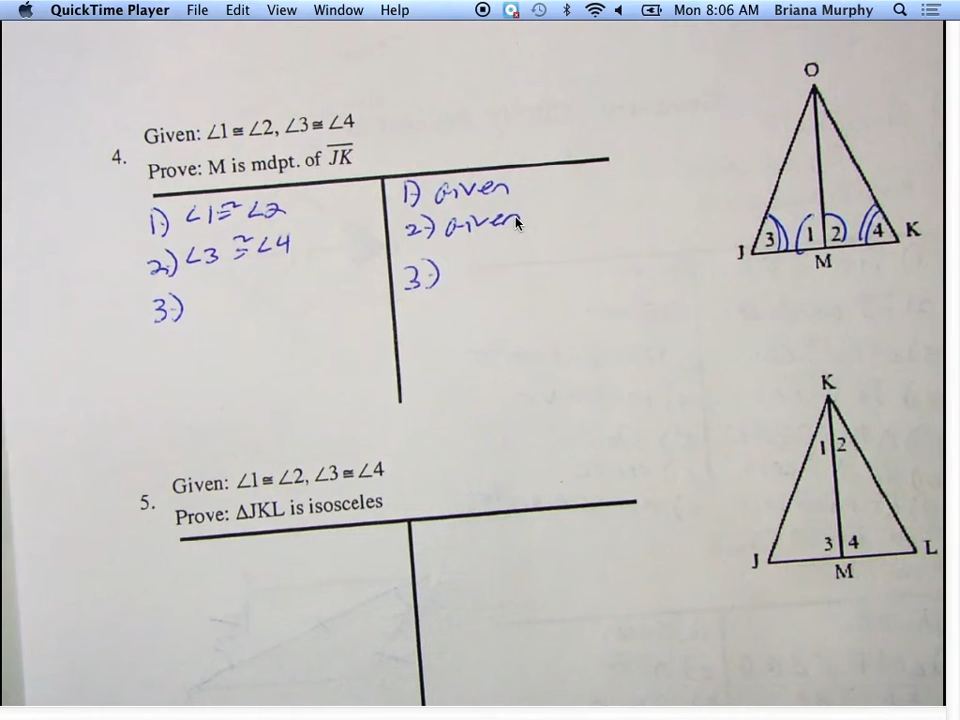 QuickTime Player File Edit View Window Help Mon 8:06 AM Briana Murphy
4.
Given: ∠1 ≅ ∠2, ∠3 ≅ ∠4
Prove: M is mdpt. of J̅K̅
1.) ∠1 ≅ ∠2
2.) ∠3 ≅ ∠4
3.)
1.) Given
2.) Given
3.)
O
3 1 2 4
J M K
5.
Given: ∠1 ≅ ∠2, ∠3 ≅ ∠4
Prove: ΔJKL is isosceles
K
1 2
3 4
J M L